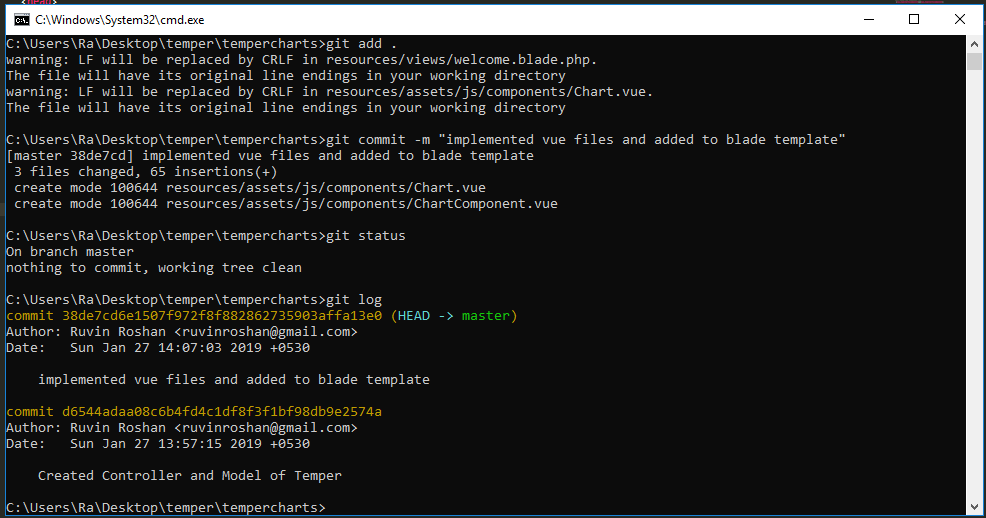 C:\Windows\System32\cmd.exe
C:\Users\Ra\Desktop\temper\tempercharts>git add .
warning: LF will be replaced by CRLF in resources/views/welcome.blade.php.
The file will have its original line endings in your working directory
warning: LF will be replaced by CRLF in resources/assets/js/components/Chart.vue.
The file will have its original line endings in your working directory
C:\Users\Ra\Desktop\temper\tempercharts>git commit -m "implemented vue files and added to blade template"
[master 38de7cd] implemented vue files and added to blade template
3 files changed, 65 insertions(+)
create mode 100644 resources/assets/js/components/Chart.vue
create mode 100644 resources/assets/js/components/ChartComponent.vue
C:\Users\Ra\Desktop\temper\tempercharts>git status
On branch master
nothing to commit, working tree clean
C:\Users\Ra\Desktop\temper\tempercharts>git log
commit 38de7cd6e1507f972f8f882862735903affa13e0 (HEAD -> master)
Author: Ruvin Roshan <ruvinroshan@gmail.com>
Date:   Sun Jan 27 14:07:03 2019 +0530
implemented vue files and added to blade template
commit d6544adaa08c6b4fd4c1df8f3f1bf98db9e2574a
Author: Ruvin Roshan <ruvinroshan@gmail.com>
Date:   Sun Jan 27 13:57:15 2019 +0530
Created Controller and Model of Temper
C:\Users\Ra\Desktop\temper\tempercharts>